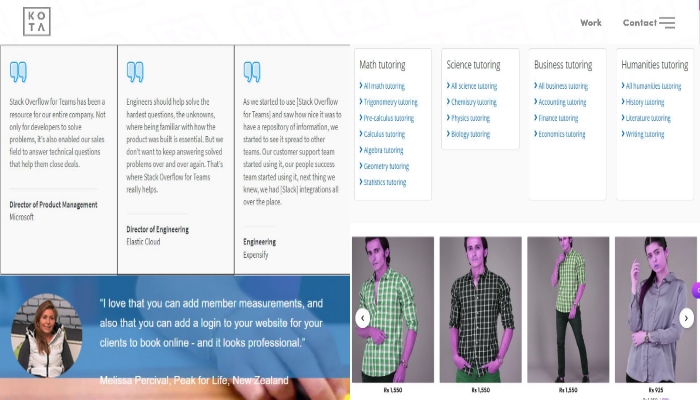 KO
TA
Work
Contact
Stack Overflow for Teams has been a
resource for our entire company. Not
only for developers to solve
problems, it's also enabled our sales
field to answer technical questions
that help them close deals.
Director of Product Management
Microsoft
Engineers should help solve the
hardest questions, the unknowns,
where being familiar with how the
product was built is essential. But we
don't want to keep answering solved
problems over and over again. That's
where Stack Overflow for Teams
really helps.
Director of Engineering
Elastic Cloud
As we started to use [Stack Overflow
for Teams] and saw how nice it was to
have a repository of information, we
started to see it spread to other
teams. Our customer support team
started using it, our people success
team started using it, next thing we
knew, we had [Slack] integrations all
over the place.
Engineering
Expensify
Math tutoring
All math tutoring
Trigonometry tutoring
Pre-calculus tutoring
Calculus tutoring
Algebra tutoring
Geometry tutoring
Statistics tutoring
Science tutoring
All science tutoring
Chemistry tutoring
Physics tutoring
Biology tutoring
Business tutoring
All business tutoring
Accounting tutoring
Finance tutoring
Economics tutoring
Humanities tutoring
All humanities tutoring
History tutoring
Literature tutoring
Writing tutoring
"I love that you can add member measurements, and
also that you can add a login to your website for your
clients to book online - and it looks professional."
Melissa Percival; Peak for Life, New Zealand
Rs 1,550
Rs 1,550
Rs 1,550
Rs 925